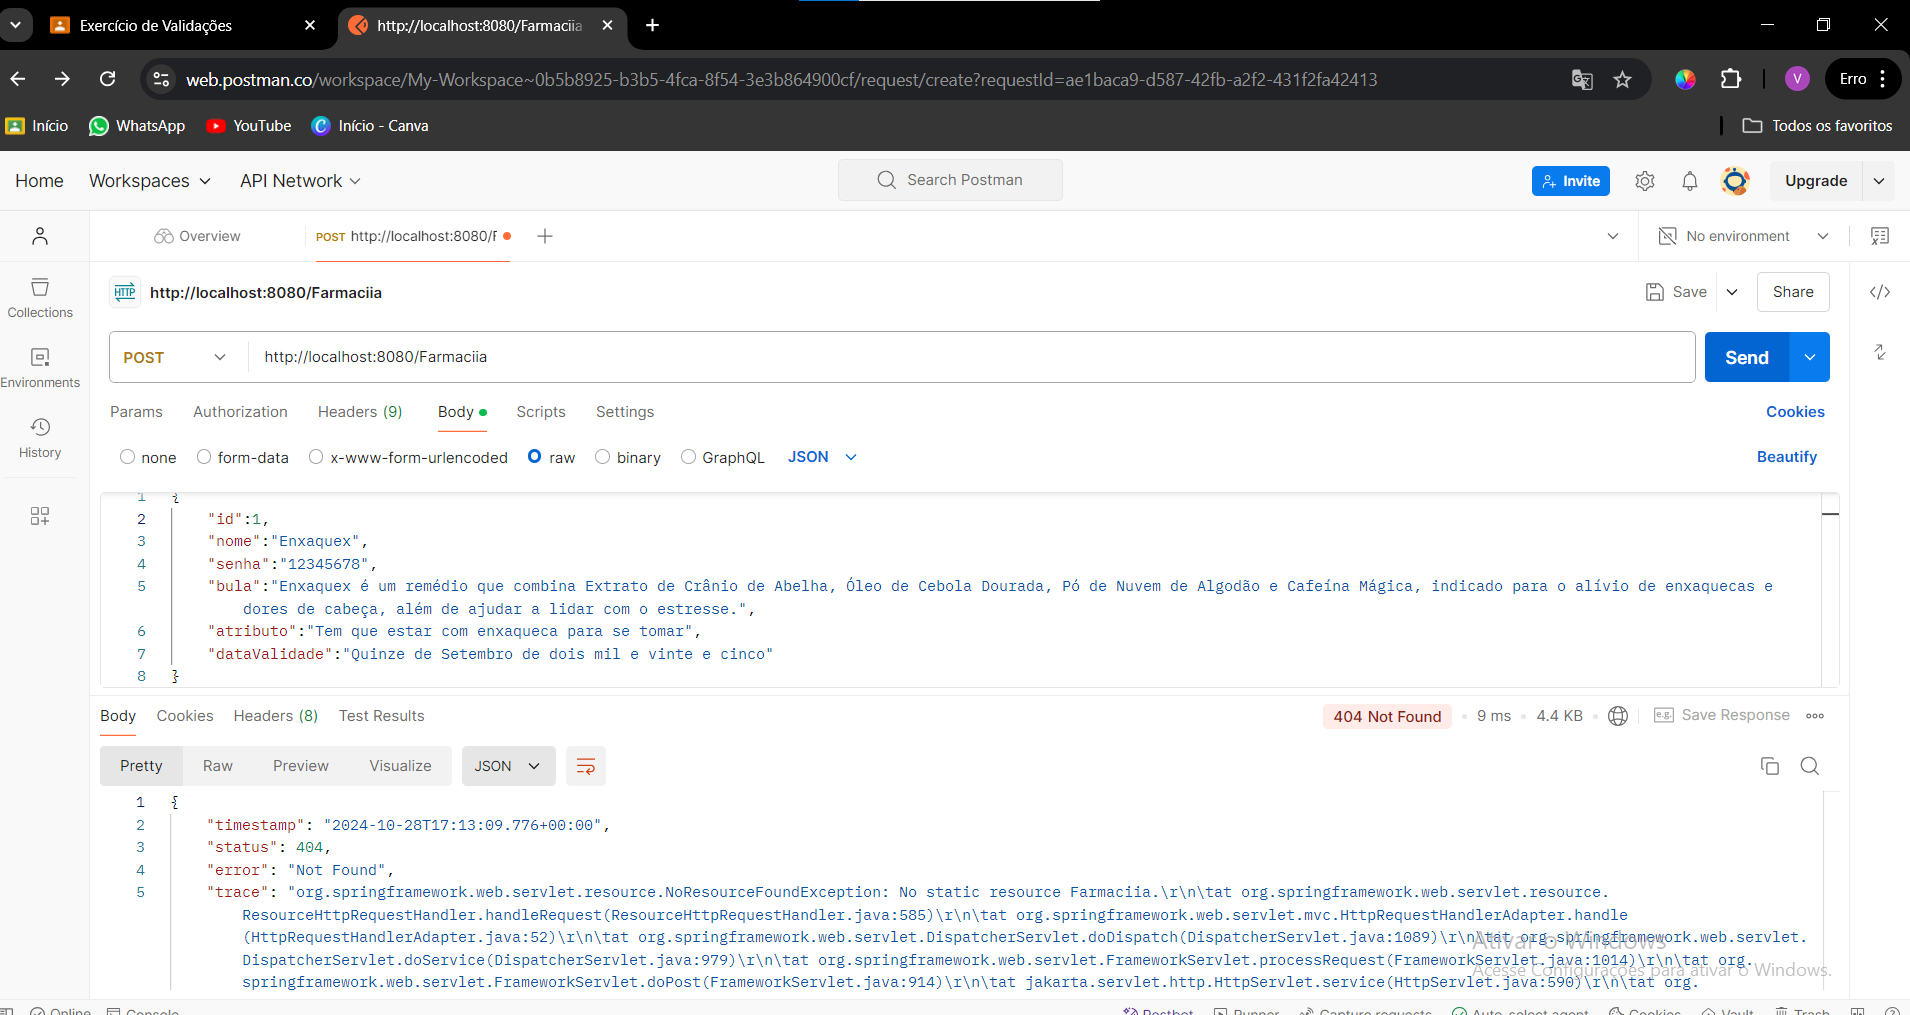 Exercício de Validações
http://localhost:8080/Farmaciia
web.postman.co/workspace/My-Workspace~0b5b8925-b3b5-4fca-8f54-3e3b864900cf/request/create?requestId=ae1baca9-d587-42fb-a2f2-431f2fa42413
V
Erro
Início
WhatsApp
YouTube
Início - Canva
Todos os favoritos
Home
Workspaces
API Network
Search Postman
Invite
Upgrade
Overview
POST http://localhost:8080/F
No environment
Collections
Environments
History
HTTP http://localhost:8080/Farmaciia
Save
Share
POST
http://localhost:8080/Farmaciia
Send
Params
Authorization
Headers (9)
Body
Scripts
Settings
Cookies
none
form-data
x-www-form-urlencoded
raw
binary
GraphQL
JSON
Beautify
1 {
2 "id":1,
3 "nome":"Enxaquex",
4 "senha":"12345678",
5 "bula":"Enxaquex é um remédio que combina Extrato de Crânio de Abelha, Óleo de Cebola Dourada, Pó de Nuvem de Algodão e Cafeína Mágica, indicado para o alívio de enxaquecas e
dores de cabeça, além de ajudar a lidar com o estresse.",
6 "atributo":"Tem que estar com enxaqueca para se tomar",
7 "dataValidade":"Quinze de Setembro de dois mil e vinte e cinco"
8 }
Body
Cookies
Headers (8)
Test Results
404 Not Found
9 ms
4.4 KB
e.g. Save Response
Pretty
Raw
Preview
Visualize
JSON
1 {
2 "timestamp": "2024-10-28T17:13:09.776+00:00",
3 "status": 404,
4 "error": "Not Found",
5 "trace": "org.springframework.web.servlet.resource.NoResourceFoundException: No static resource Farmaciia.\r\n\tat org.springframework.web.servlet.resource.
ResourceHttpRequestHandler.handleRequest(ResourceHttpRequestHandler.java:585)\r\n\tat org.springframework.web.servlet.mvc.HttpRequestHandlerAdapter.handle
(HttpRequestHandlerAdapter.java:52)\r\n\tat org.springframework.web.servlet.DispatcherServlet.doDispatch(DispatcherServlet.java:1089)\r\n\tat org.springframework.web.servlet.
DispatcherServlet.doService(DispatcherServlet.java:979)\r\n\tat org.springframework.web.servlet.FrameworkServlet.processRequest(FrameworkServlet.java:1014)\r\n\tat org.
springframework.web.servlet.FrameworkServlet.doPost(FrameworkServlet.java:914)\r\n\tat jakarta.servlet.http.HttpServlet.service(HttpServlet.java:590)\r\n\tat org.
Ativar o Windows
Acesse Configurações para ativar o Windows.
Online
Console
Postbot
Runner
Capture requests
Auto-select agent
Cookies
Vault
Trash